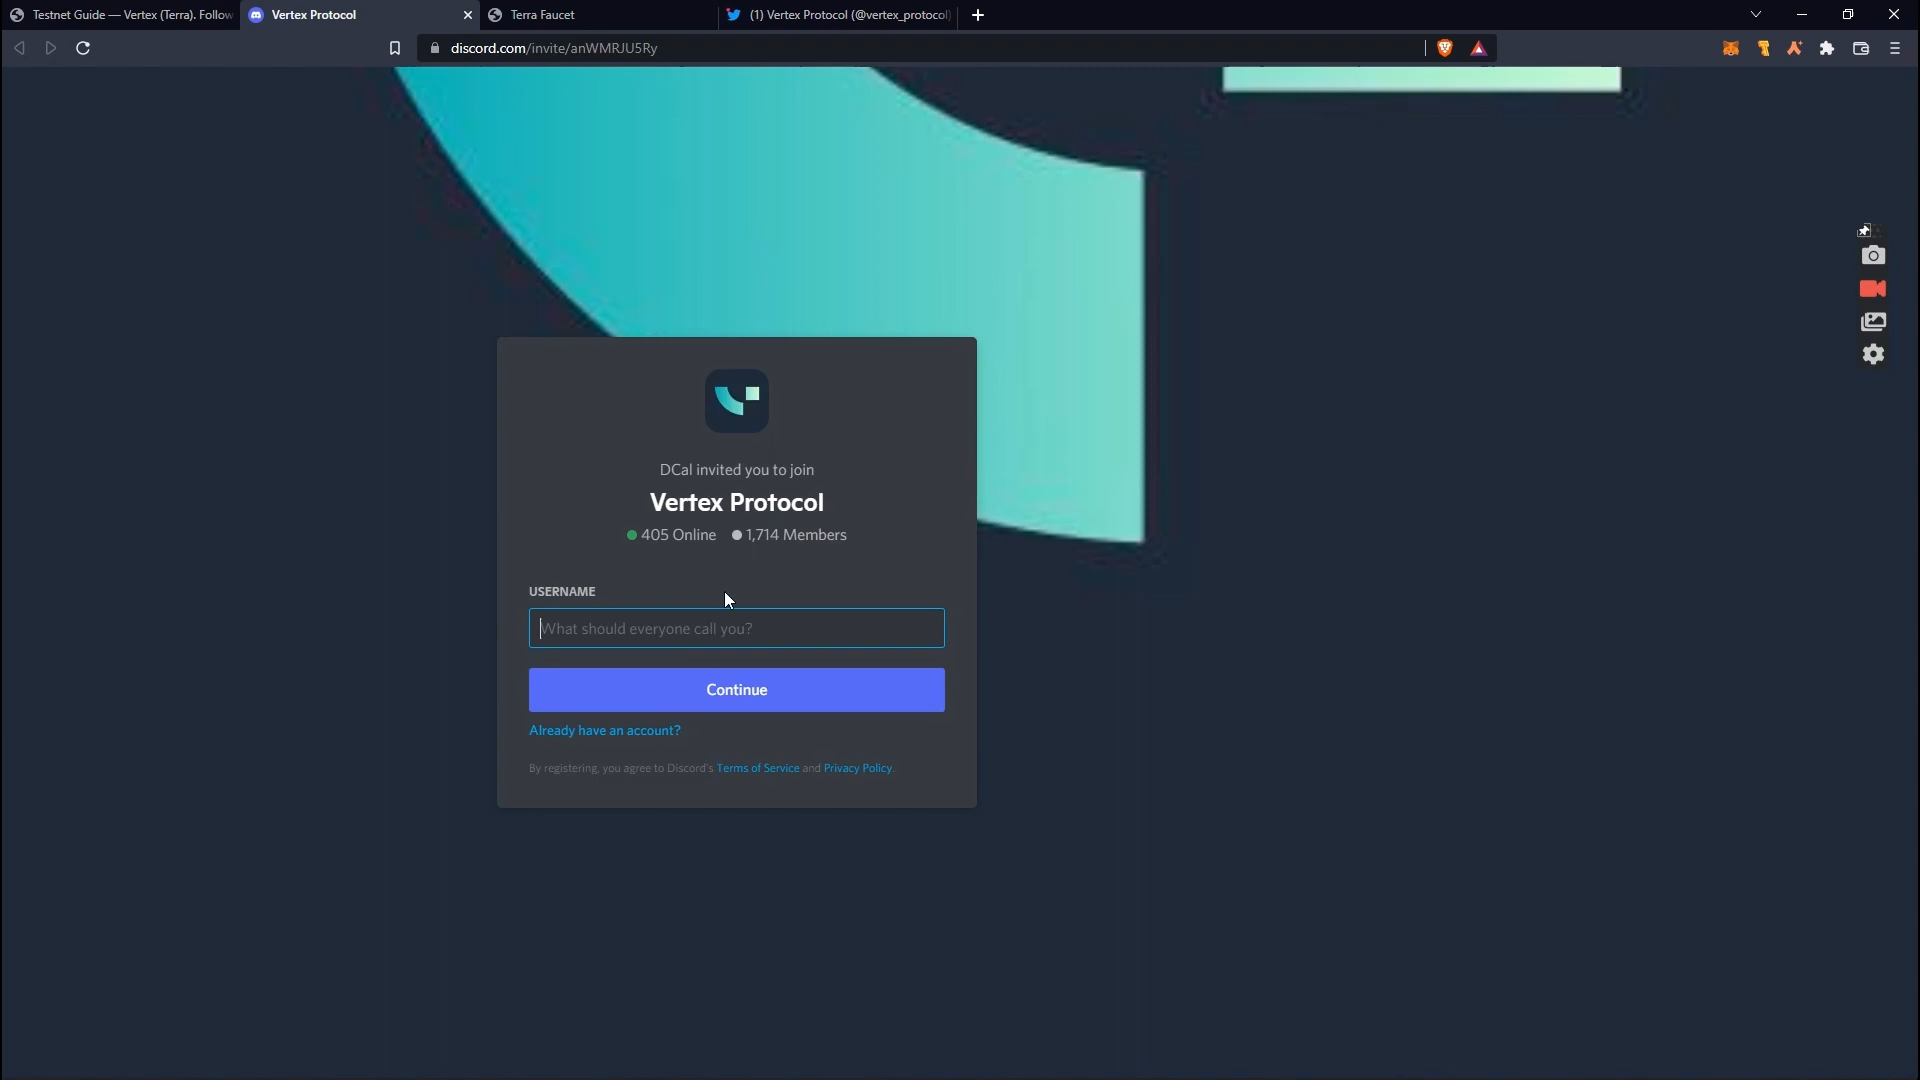 Testnet Guide — Vertex (Terra). Follow
Vertex Protocol
Terra Faucet
(1) Vertex Protocol (@vertex_protocol)
discord.com/invite/anWMRJU5Ry
DCal invited you to join
Vertex Protocol
405 Online 1,714 Members
USERNAME
What should everyone call you?
Continue
Already have an account?
By registering, you agree to Discord's Terms of Service and Privacy Policy.